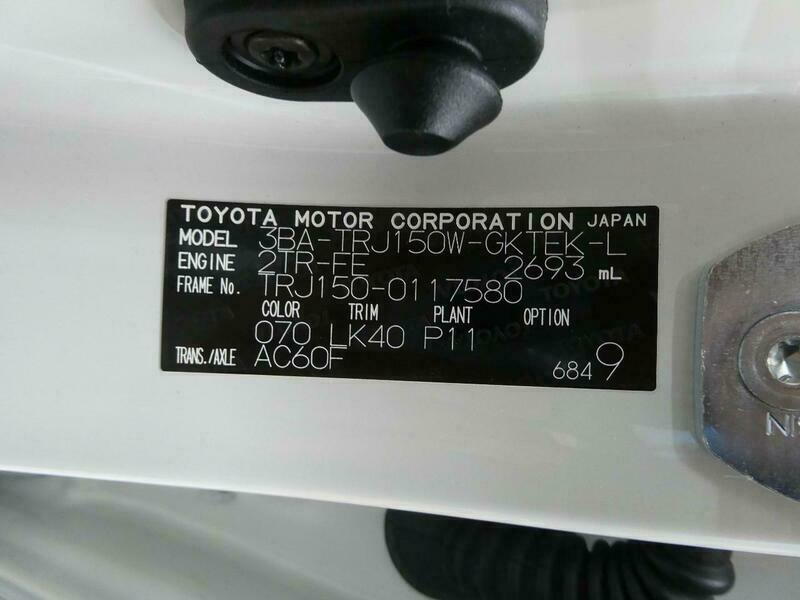 TOYOTA MOTOR CORPORATION JAPAN
MODEL 3BA-TRJ150W-GKTEK-L
ENGINE 2TR-FE 2693 mL
FRAME No. TRJ150-0117580
COLOR TRIM PLANT OPTION
070 LK40 P11
TRANS./AXLE AC60F
6849